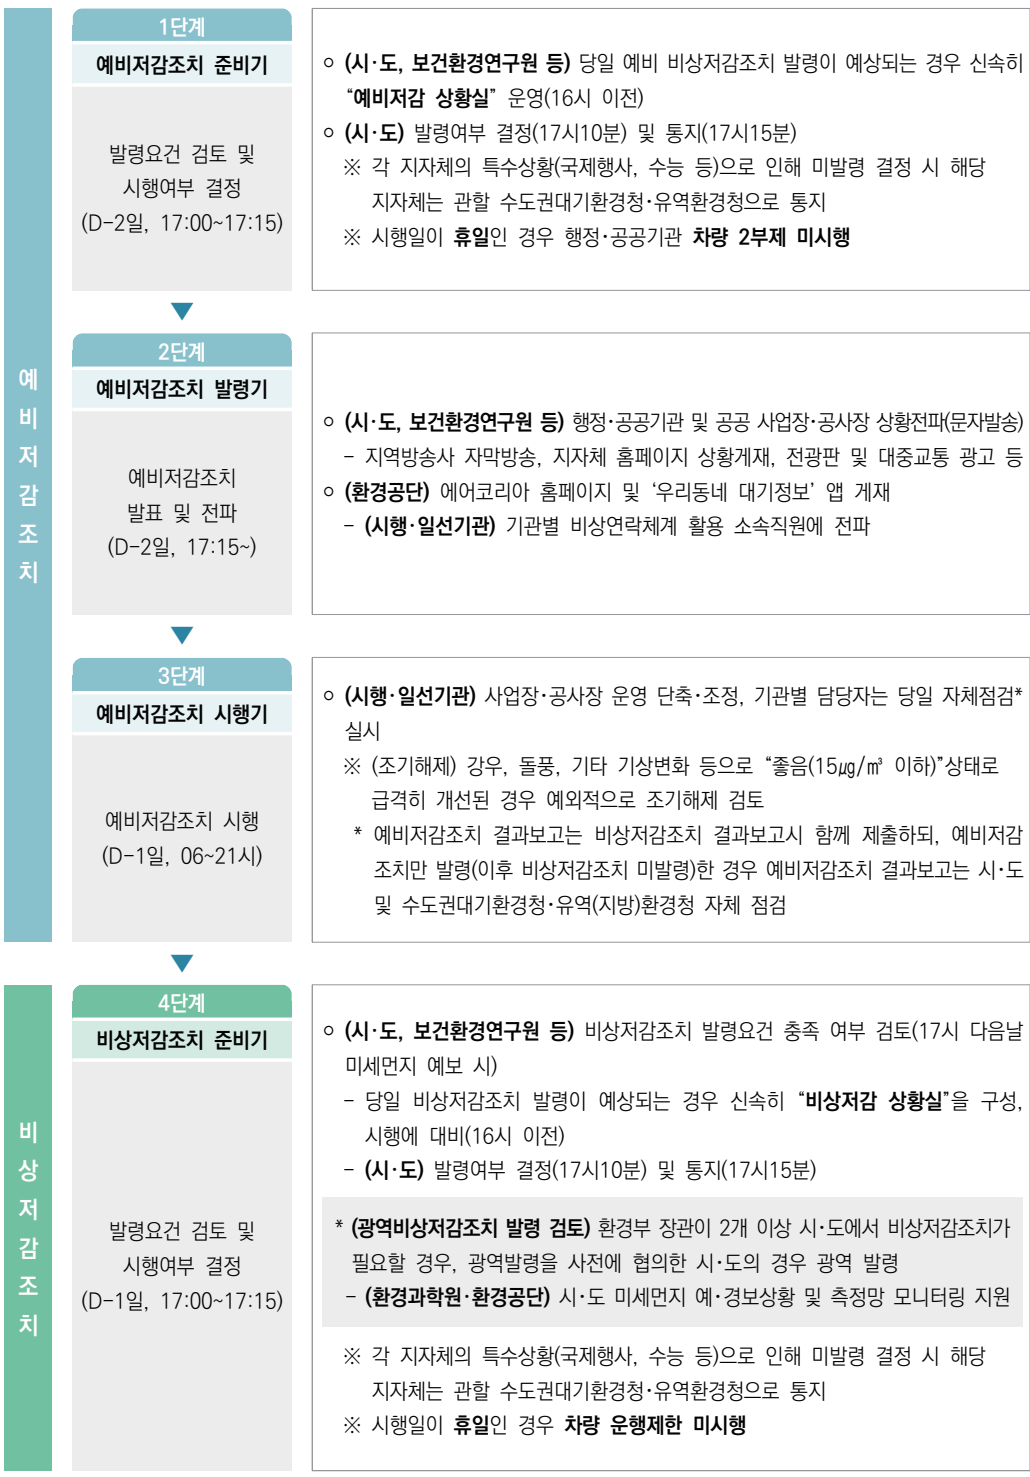 예비저감조치
1단계
예비저감조치 준비기
발령요건 검토 및
시행여부 결정
(D-2일, 17:00~17:15)
○ (시·도, 보건환경연구원 등) 당일 예비 비상저감조치 발령이 예상되는 경우 신속히
“예비저감 상황실” 운영(16시 이전)
○ (시·도) 발령여부 결정(17시10분) 및 통지(17시15분)
※ 각 지자체의 특수상황(국제행사, 수능 등)으로 인해 미발령 결정 시 해당
지자체는 관할 수도권대기환경청·유역환경청으로 통지
※ 시행일이 휴일인 경우 행정·공공기관 차량 2부제 미시행
2단계
예비저감조치 발령기
예비저감조치
발표 및 전파
(D-2일, 17:15~)
○ (시·도, 보건환경연구원 등) 행정·공공기관 및 공공 사업장·공사장 상황전파(문자발송)
- 지역방송사 자막방송, 지자체 홈페이지 상황게재, 전광판 및 대중교통 광고 등
○ (환경공단) 에어코리아 홈페이지 및 ‘우리동네 대기정보’ 앱 게재
- (시행·일선기관) 기관별 비상연락체계 활용 소속직원에 전파
3단계
예비저감조치 시행기
예비저감조치 시행
(D-1일, 06~21시)
○ (시행·일선기관) 사업장·공사장 운영 단축·조정, 기관별 담당자는 당일 자체점검*
실시
※ (조기해제) 강우, 돌풍, 기타 기상변화 등으로 “좋음(15㎍/㎥ 이하)”상태로
급격히 개선된 경우 예외적으로 조기해제 검토
* 예비저감조치 결과보고는 비상저감조치 결과보고시 함께 제출하되, 예비저감
조치만 발령(이후 비상저감조치 미발령)한 경우 예비저감조치 결과보고는 시·도
및 수도권대기환경청·유역(지방)환경청 자체 점검
비상저감조치
4단계
비상저감조치 준비기
발령요건 검토 및
시행여부 결정
(D-1일, 17:00~17:15)
○ (시·도, 보건환경연구원 등) 비상저감조치 발령요건 충족 여부 검토(17시 다음날
미세먼지 예보 시)
- 당일 비상저감조치 발령이 예상되는 경우 신속히 “비상저감 상황실”을 구성,
시행에 대비(16시 이전)
- (시·도) 발령여부 결정(17시10분) 및 통지(17시15분)
* (광역비상저감조치 발령 검토) 환경부 장관이 2개 이상 시·도에서 비상저감조치가
필요할 경우, 광역발령을 사전에 협의한 시·도의 경우 광역 발령
- (환경과학원·환경공단) 시·도 미세먼지 예·경보상황 및 측정망 모니터링 지원
※ 각 지자체의 특수상황(국제행사, 수능 등)으로 인해 미발령 결정 시 해당
지자체는 관할 수도권대기환경청·유역환경청으로 통지
※ 시행일이 휴일인 경우 차량 운행제한 미시행